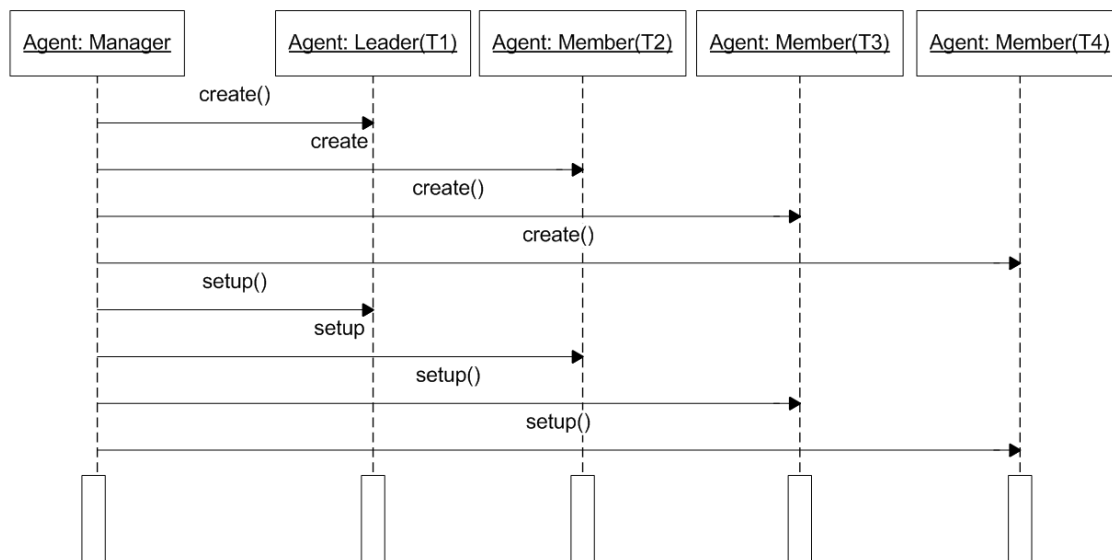 Agent: Manager
Agent: Leader(T1)
Agent: Member(T2)
Agent: Member(T3)
Agent: Member(T4)
create()
create
create()
create()
setup()
setup
setup()
setup()